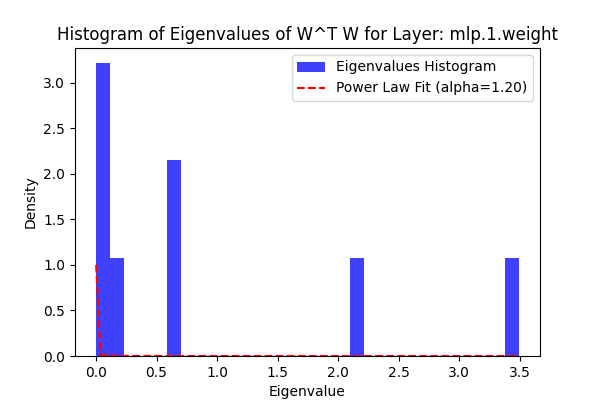 Histogram of Eigenvalues of W^T W for Layer: mlp.1.weight
Eigenvalues Histogram
Power Law Fit (alpha=1.20)
Density
3.0
2.5
2.0
1.5
1.0
0.5
0.0
0.0 0.5 1.0 1.5 2.0 2.5 3.0 3.5
Eigenvalue